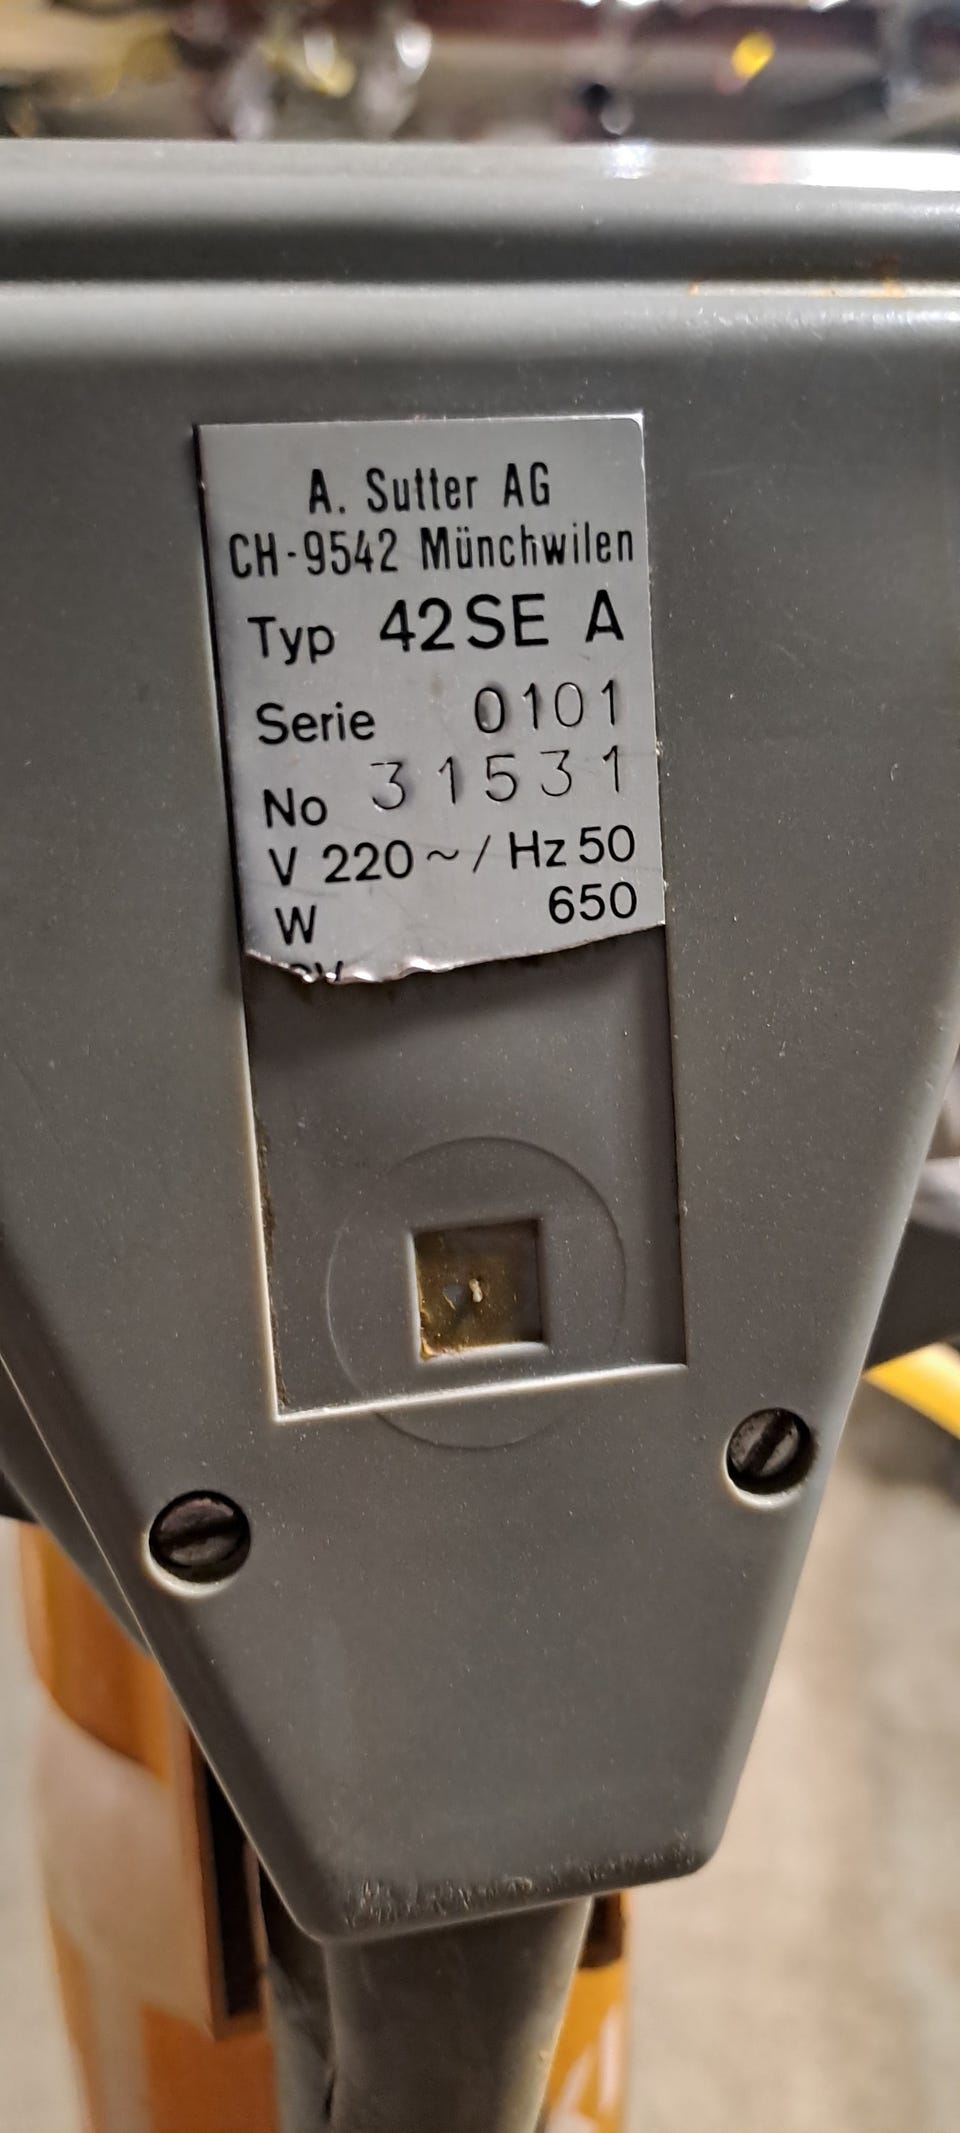 A. Sutter AG
CH-9542 Münchwilen
Typ 42SE A
Serie 0101
No 31531
V 220~/Hz 50
W 650